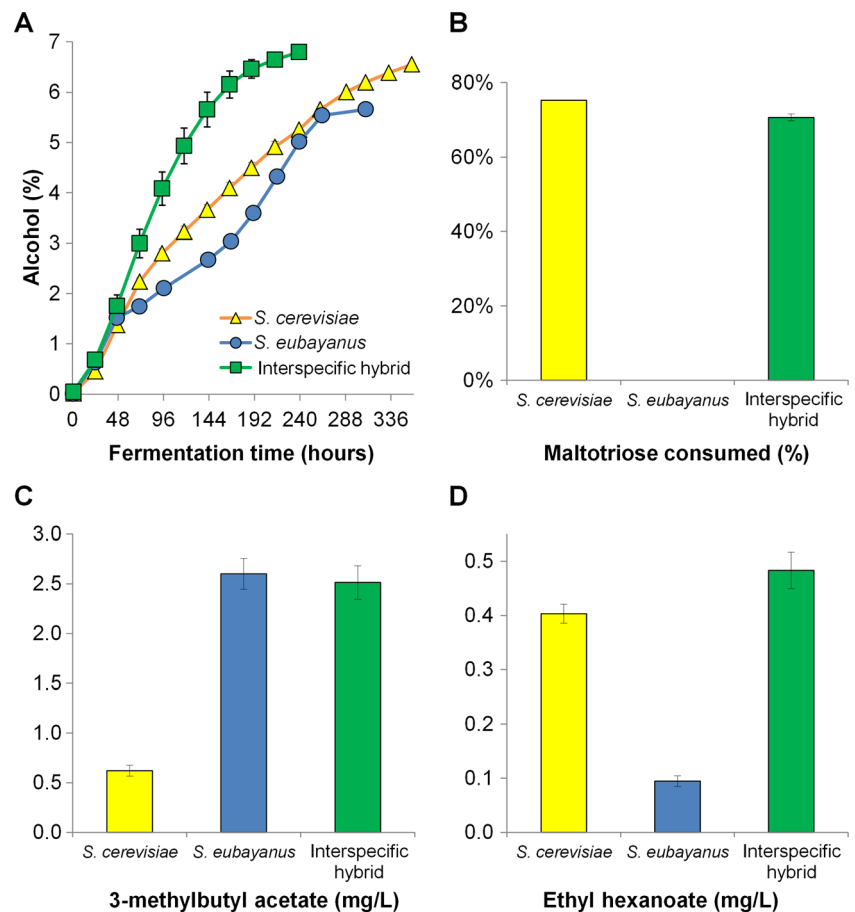 A
7
6
5
4
3
2
1
0
Alcohol (%)
S. cerevisiae
S. eubayanus
Interspecific hybrid
0 48 96 144 192 240 288 336
Fermentation time (hours)
B
80%
60%
40%
20%
0%
S. cerevisiae S. eubayanus Interspecific
hybrid
Maltotriose consumed (%)
C
3.0
2.5
2.0
1.5
1.0
0.5
0.0
S. cerevisiae S. eubayanus Interspecific
hybrid
3-methylbutyl acetate (mg/L)
D
0.5
0.4
0.3
0.2
0.1
0.0
S. cerevisiae S. eubayanus Interspecific
hybrid
Ethyl hexanoate (mg/L)